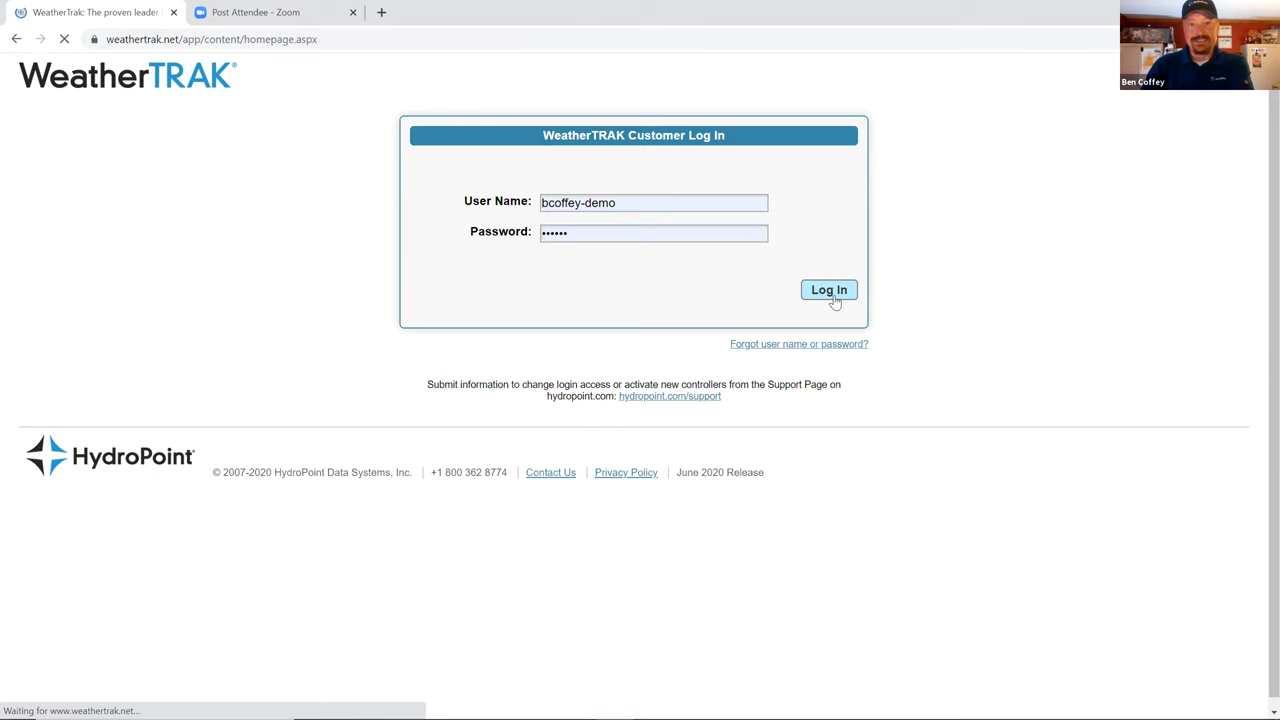 WeatherTrak: The proven leader
Post Attendee - Zoom
weathertrak.net/app/content/homepage.aspx
WeatherTRAK®
Ben Coffey
WeatherTRAK Customer Log In
User Name: bcoffey-demo
Password: ••••••
Log In
Forgot user name or password?
Submit information to change login access or activate new controllers from the Support Page on
hydropoint.com: hydropoint.com/support
HydroPoint
© 2007-2020 HydroPoint Data Systems, Inc. | +1 800 362 8774 | Contact Us | Privacy Policy | June 2020 Release
Waiting for www.weathertrak.net...